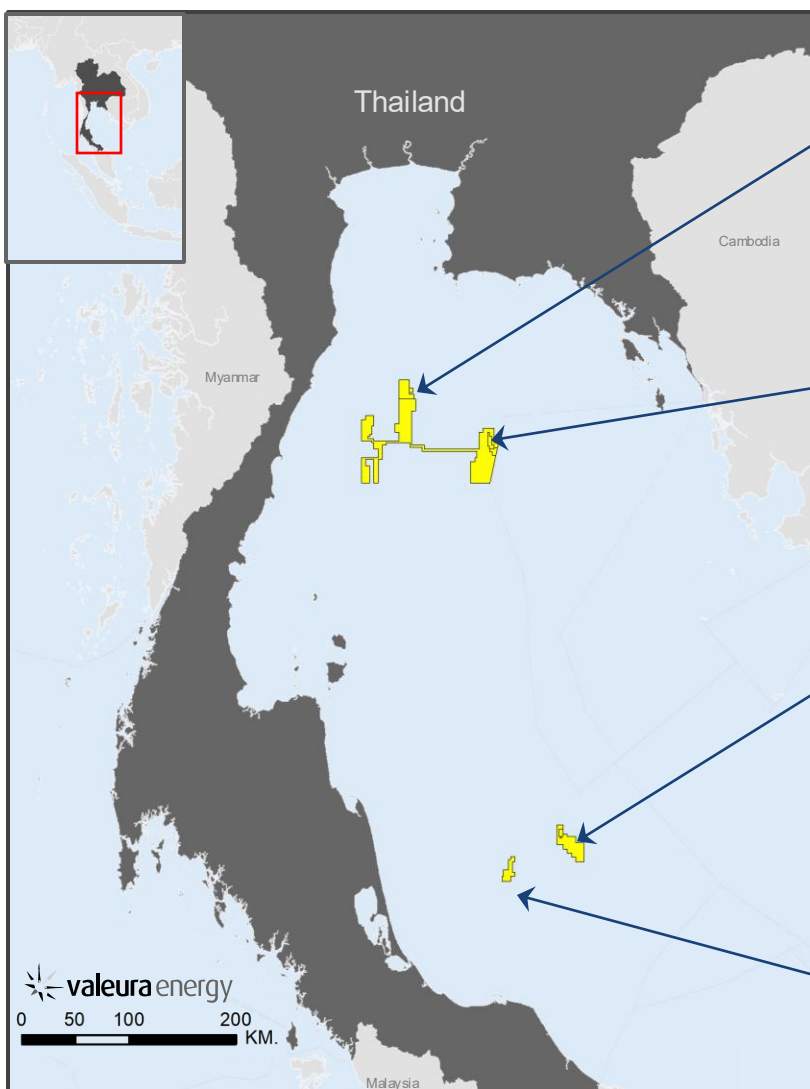 Thailand
Cambodia
Myanmar
valeura energy
0 50 100 200
KM.
Malaysia